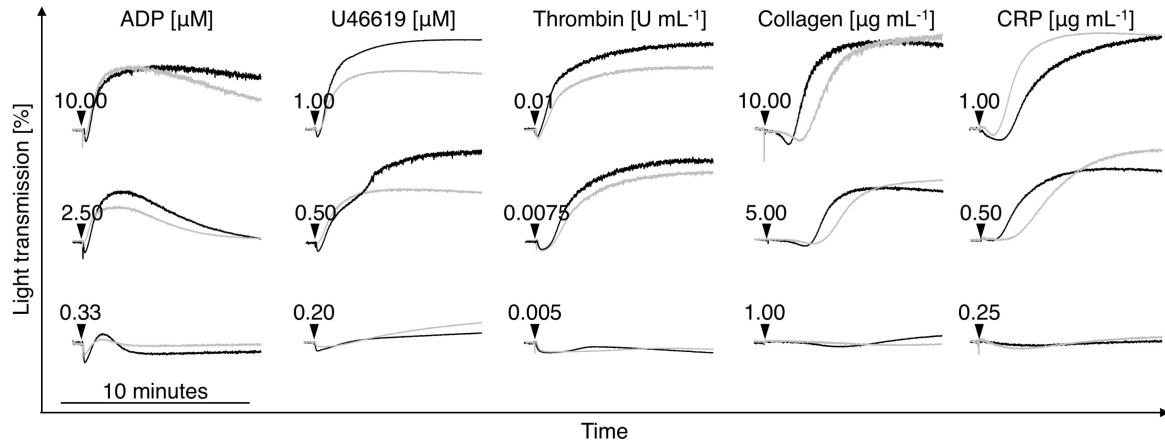 ADP [µM] U46619 [µM] Thrombin [U mL-1] Collagen [µg mL-1] CRP [µg mL-1]
10.00 1.00 0.01 10.00 1.00
2.50 0.50 0.0075 5.00 0.50
0.33 0.20 0.005 1.00 0.25
10 minutes
Light transmission [%]
Time